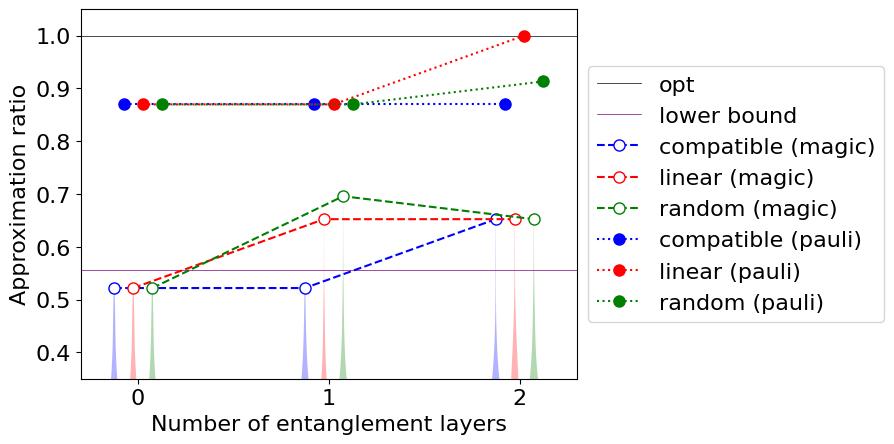 Approximation ratio
1.0
0.9
0.8
0.7
0.6
0.5
0.4
0
1
2
Number of entanglement layers
opt
lower bound
compatible (magic)
linear (magic)
random (magic)
compatible (pauli)
linear (pauli)
random (pauli)